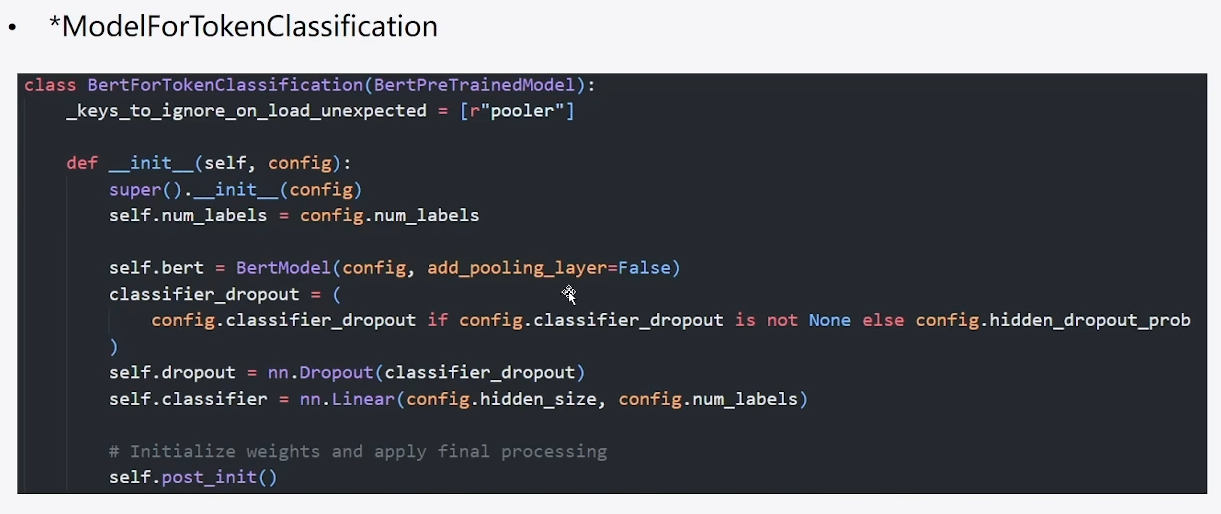 • *ModelForTokenClassification
class BertForTokenClassification(BertPreTrainedModel):
    _keys_to_ignore_on_load_unexpected = [r"pooler"]
    def __init__(self, config):
        super().__init__(config)
        self.num_labels = config.num_labels
        self.bert = BertModel(config, add_pooling_layer=False)
        classifier_dropout = (
            config.classifier_dropout if config.classifier_dropout is not None else config.hidden_dropout_prob
        )
        self.dropout = nn.Dropout(classifier_dropout)
        self.classifier = nn.Linear(config.hidden_size, config.num_labels)
        # Initialize weights and apply final processing
        self.post_init()